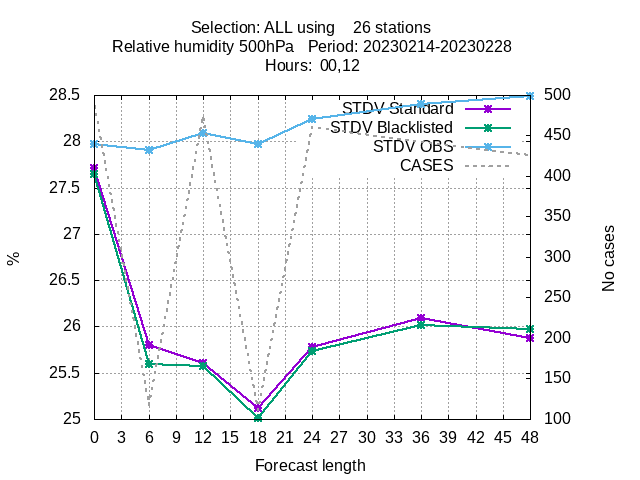 Selection: ALL using    26 stations
Relative humidity 500hPa   Period: 20230214-20230228
Hours:  00,12
28.5
28
27.5
27
26.5
26
25.5
25
%
STDV Standard
STDV Blacklisted
STDV OBS
CASES
500
450
400
350
300
250
200
150
100
No cases
0 3 6 9 12 15 18 21 24 27 30 33 36 39 42 45 48
Forecast length